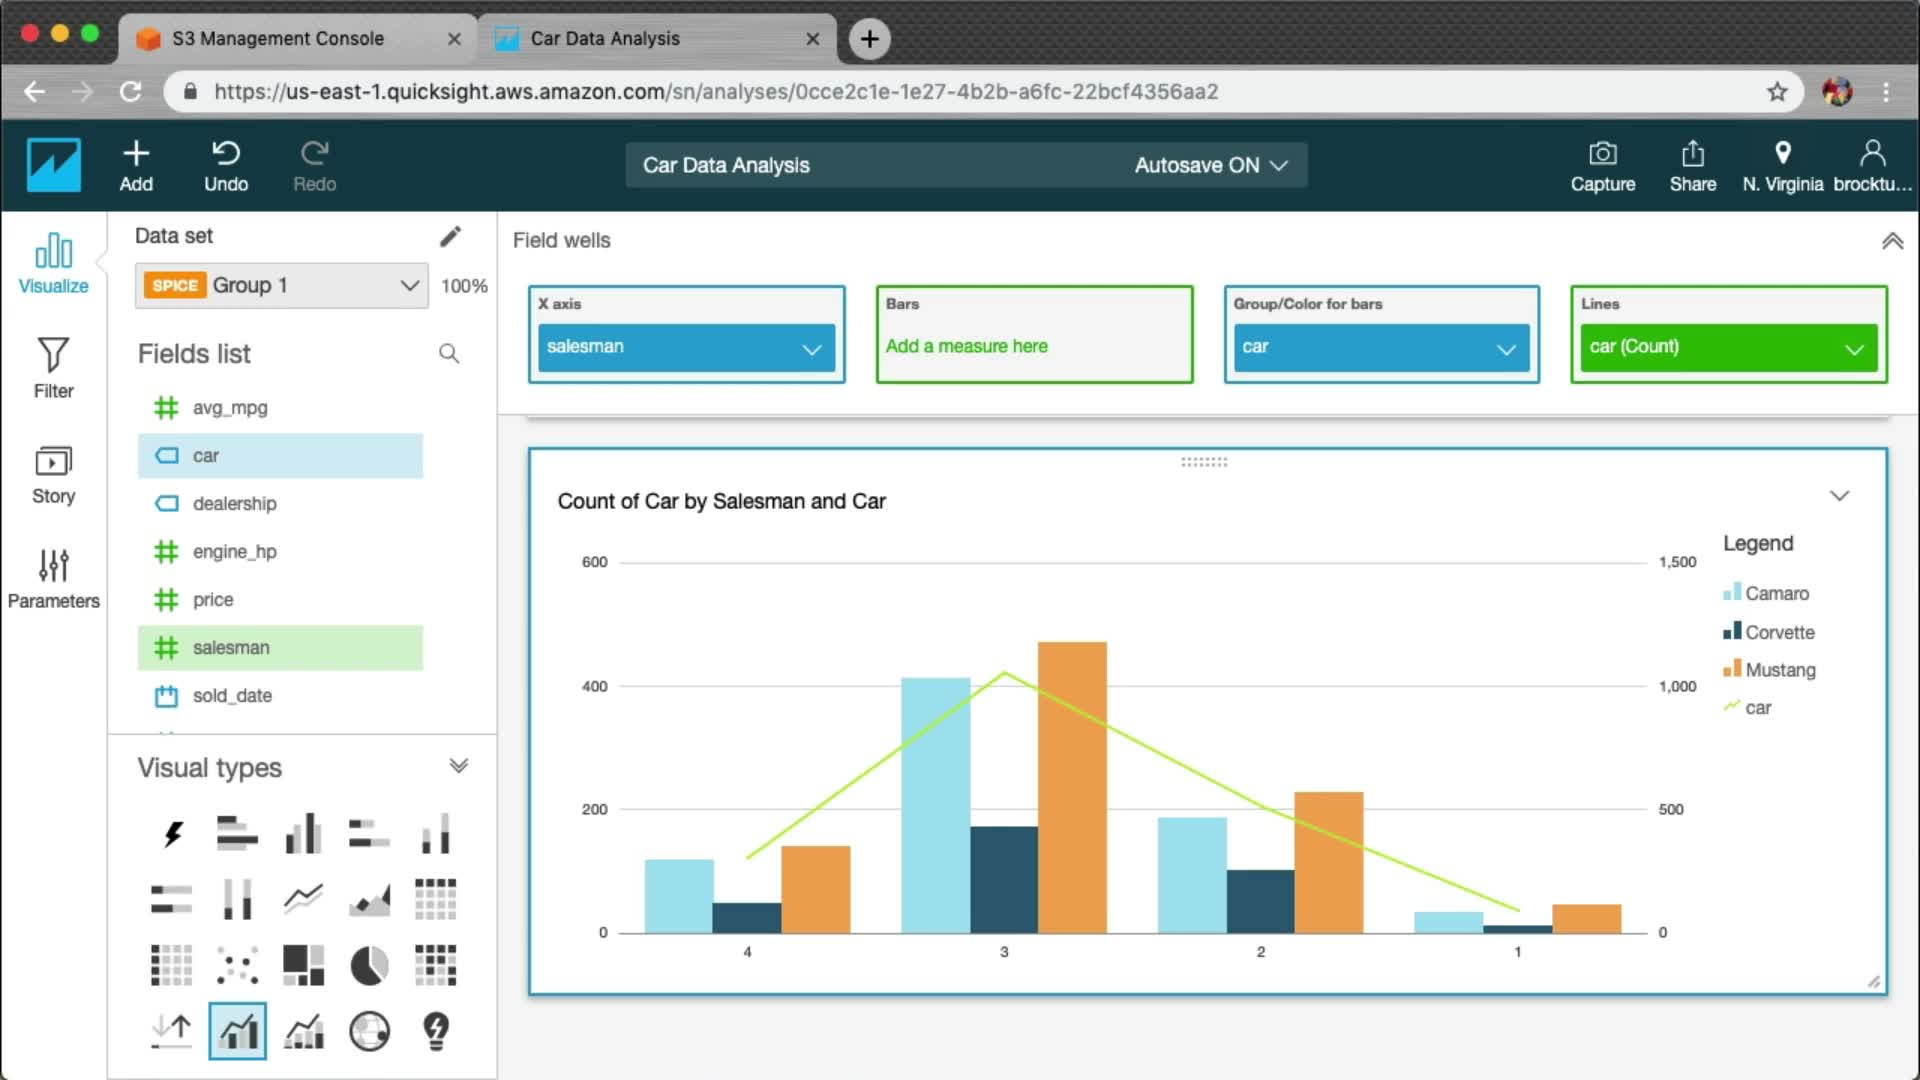 S3 Management Console
Car Data Analysis
https://us-east-1.quicksight.aws.amazon.com/sn/analyses/0cce2c1e-1e27-4b2b-a6fc-22bcf4356aa2
Add
Undo
Redo
Car Data Analysis
Autosave ON
Capture
Share
N. Virginia
brocktu...
Visualize
Filter
Story
Parameters
Data set
SPICE Group 1
100%
Fields list
avg_mpg
car
dealership
engine_hp
price
salesman
sold_date
Visual types
Field wells
X axis
salesman
Bars
Add a measure here
Group/Color for bars
car
Lines
car (Count)
Count of Car by Salesman and Car
600
400
200
0
1,500
1,000
500
0
4
3
2
1
Legend
Camaro
Corvette
Mustang
car